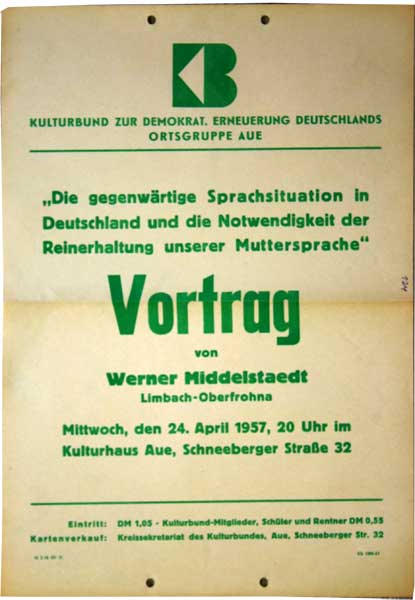 KB
KULTURBUND ZUR DEMOKRAT. ERNEUERUNG DEUTSCHLANDS
ORTSGRUPPE AUE
„Die gegenwärtige Sprachsituation in
Deutschland und die Notwendigkeit der
Reinerhaltung unserer Muttersprache“
Vortrag
von
Werner Middelstaedt
Limbach-Oberfrohna
Mittwoch, den 24. April 1957, 20 Uhr im
Kulturhaus Aue, Schneeberger Straße 32
Eintritt: DM 1,05 - Kulturbund-Mitglieder, Schüler und Rentner DM 0,55
Kartenverkauf: Kreissekretariat des Kulturbundes, Aue, Schneeberger Str. 32